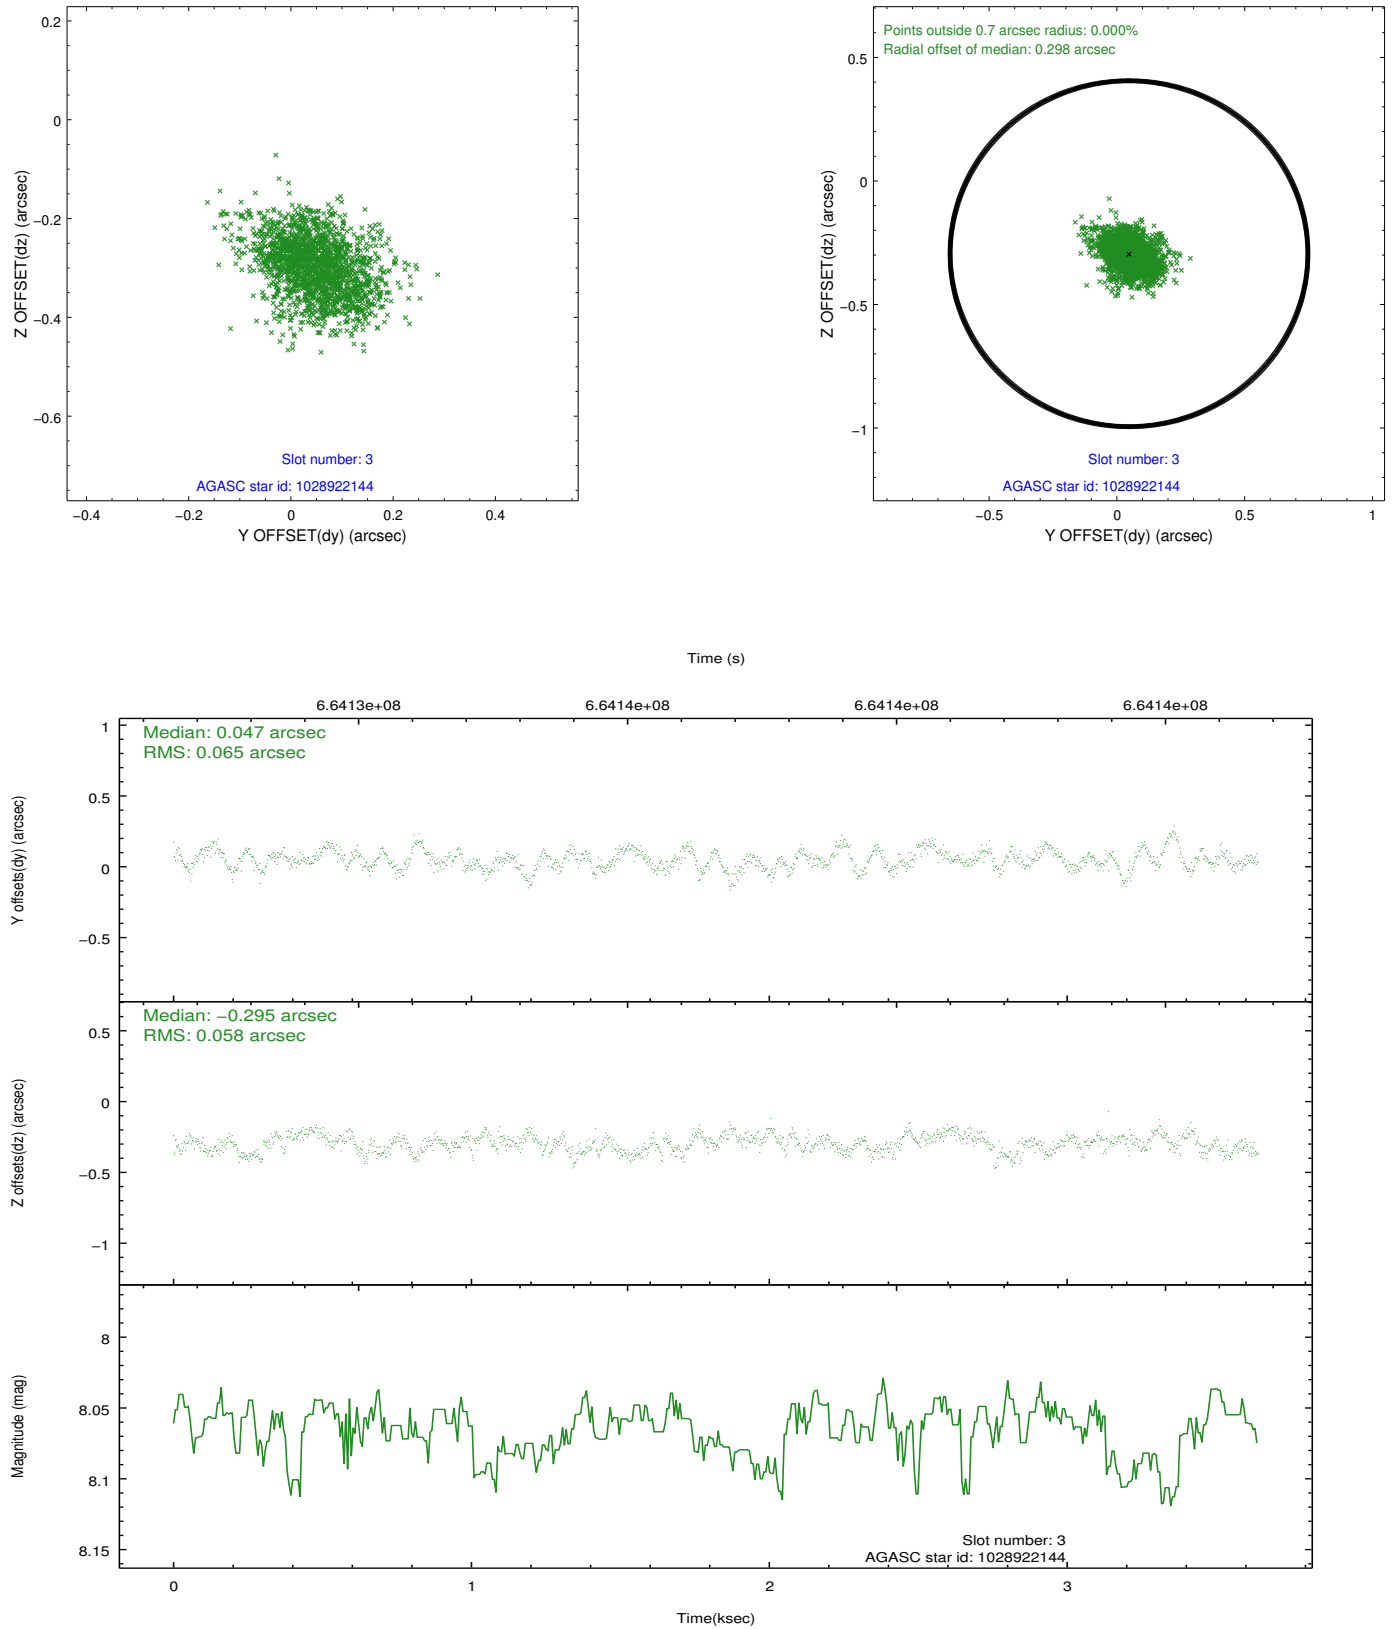 0.2
0
−0.2
−0.4
−0.6
Z OFFSET(dz) (arcsec)
Slot number: 3
AGASC star id: 1028922144
−0.4
−0.2
0
0.2
0.4
Y OFFSET(dy) (arcsec)
Points outside 0.7 arcsec radius: 0.000%
Radial offset of median: 0.298 arcsec
0.5
0
−0.5
−1
Z OFFSET(dz) (arcsec)
Slot number: 3
AGASC star id: 1028922144
−0.5
0
0.5
1
Y OFFSET(dy) (arcsec)
Time (s)
6.6413e+08
6.6414e+08
6.6414e+08
6.6414e+08
Median: 0.047 arcsec
RMS: 0.065 arcsec
1
0.5
0
−0.5
Y offsets(dy) (arcsec)
Median: −0.295 arcsec
RMS: 0.058 arcsec
0.5
0
−0.5
−1
Z offsets(dz) (arcsec)
8
8.05
8.1
8.15
Magnitude (mag)
Slot number: 3
AGASC star id: 1028922144
0
1
2
3
Time(ksec)